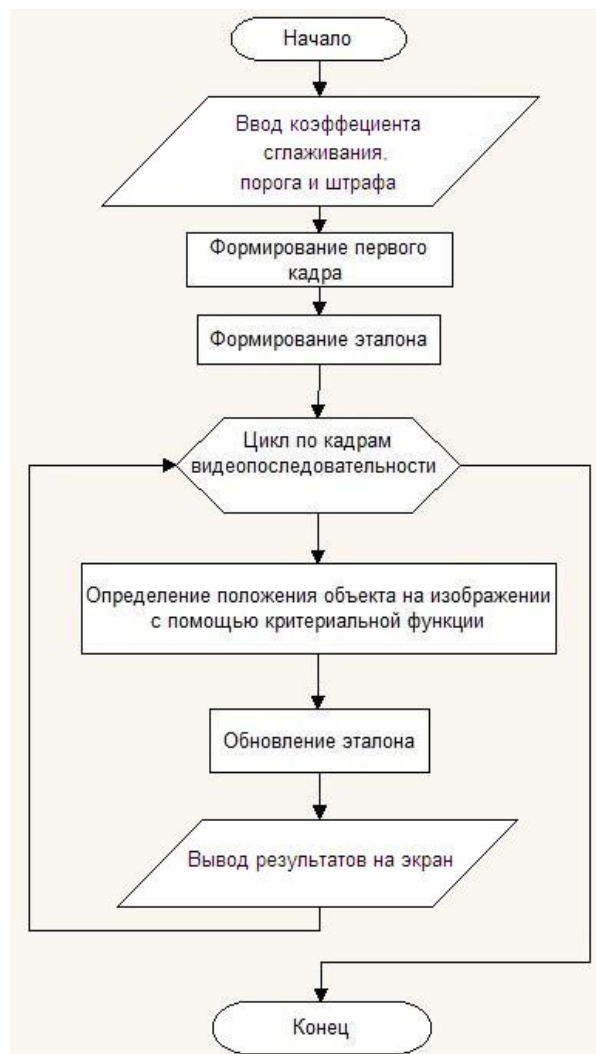 Начало
Ввод коэффециента
сглаживания,
порога и штрафа
Формирование первого
кадра
Формирование эталона
Цикл по кадрам
видеопоследовательности
Определение положения объекта на изображении
с помощью критериальной функции
Обновление эталона
Вывод результатов на экран
Конец